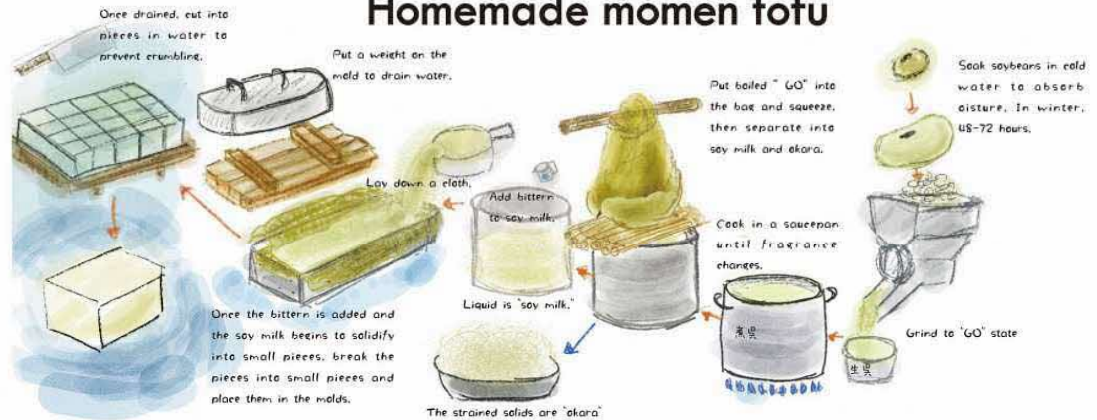 Homemade momen tofu
Once drained, cut into
pieces in water to
prevent crumbling.
Put a weight on the
mold to drain water.
Put boiled " GO" into
the bag and squeeze,
then separate into
soy milk and okara.
Soak soybeans in cold
water to absorb
oisture. In winter,
48-72 hours.
Lay down a cloth.
Add bittern
to soy milk.
Cook in a saucepan
until fragrance
changes.
Liquid is "soy milk."
Once the bittern is added and
the soy milk begins to solidify
into small pieces, break the
pieces into small pieces and
place them in the molds.
煮呉
生呉
Grind to "GO" state
The strained solids are "okara"